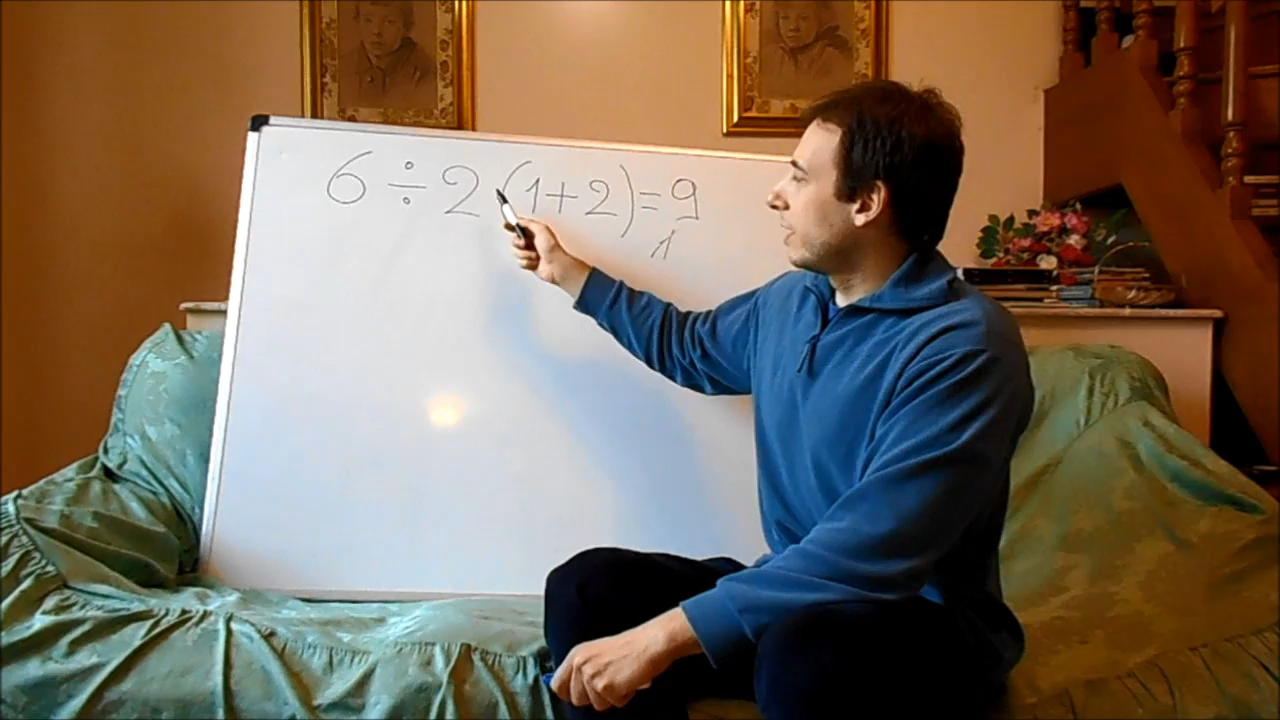 6 ÷ 2 (1+2) = 9
1